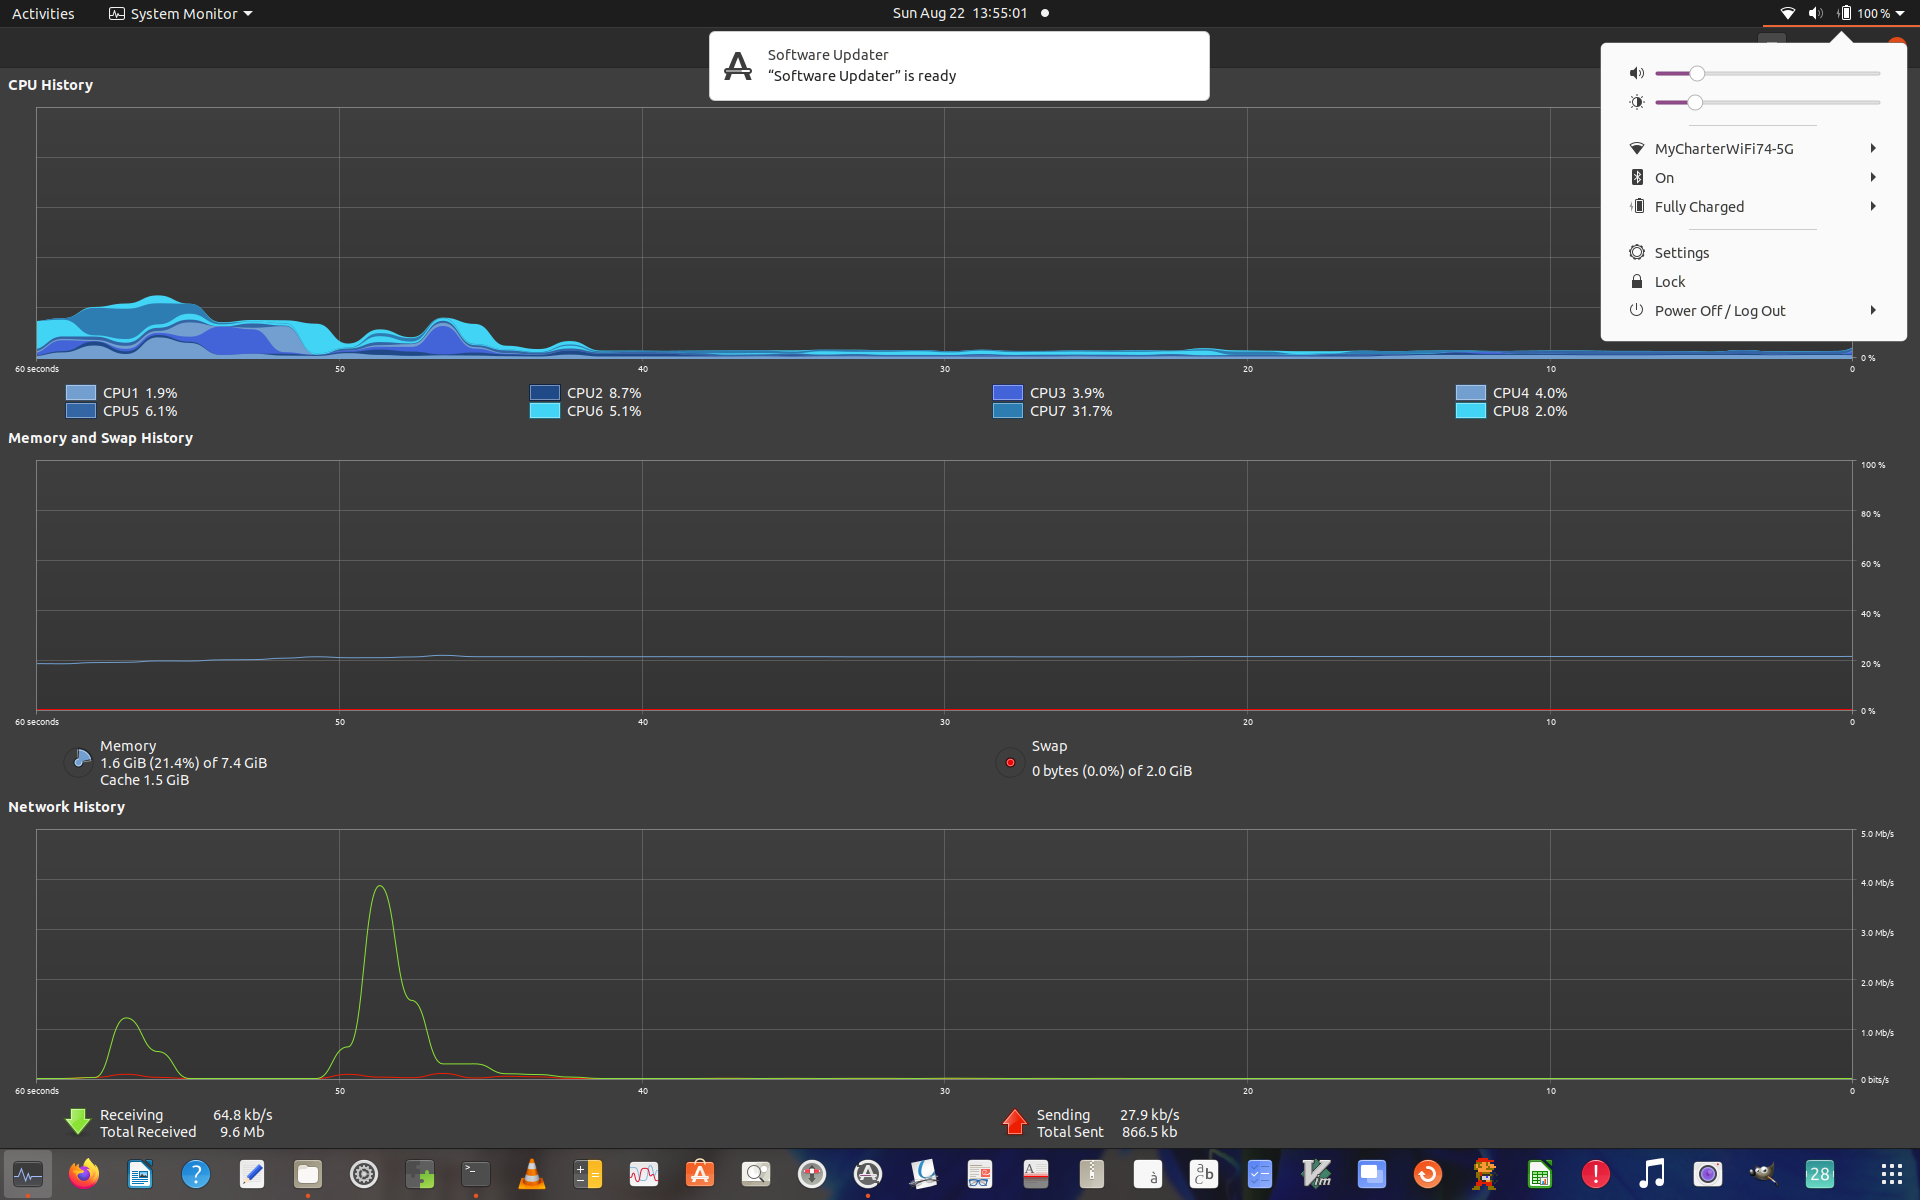 Activities
System Monitor
Sun Aug 22 13:55:01
100 %
Software Updater
“Software Updater” is ready
MyCharterWiFi74-5G
On
Fully Charged
Settings
Lock
Power Off / Log Out
CPU History
0 %
60 seconds 50 40 30 20 10 0
CPU1 1.9% CPU2 8.7% CPU3 3.9% CPU4 4.0%
CPU5 6.1% CPU6 5.1% CPU7 31.7% CPU8 2.0%
Memory and Swap History
100 %
80 %
60 %
40 %
20 %
0 %
60 seconds 50 40 30 20 10 0
Memory
1.6 GiB (21.4%) of 7.4 GiB
Cache 1.5 GiB
Swap
0 bytes (0.0%) of 2.0 GiB
Network History
5.0 Mb/s
4.0 Mb/s
3.0 Mb/s
2.0 Mb/s
1.0 Mb/s
0 bits/s
60 seconds 50 40 30 20 10 0
Receiving 64.8 kb/s
Total Received 9.6 Mb
Sending 27.9 kb/s
Total Sent 866.5 kb
à
a b c
Vim
28